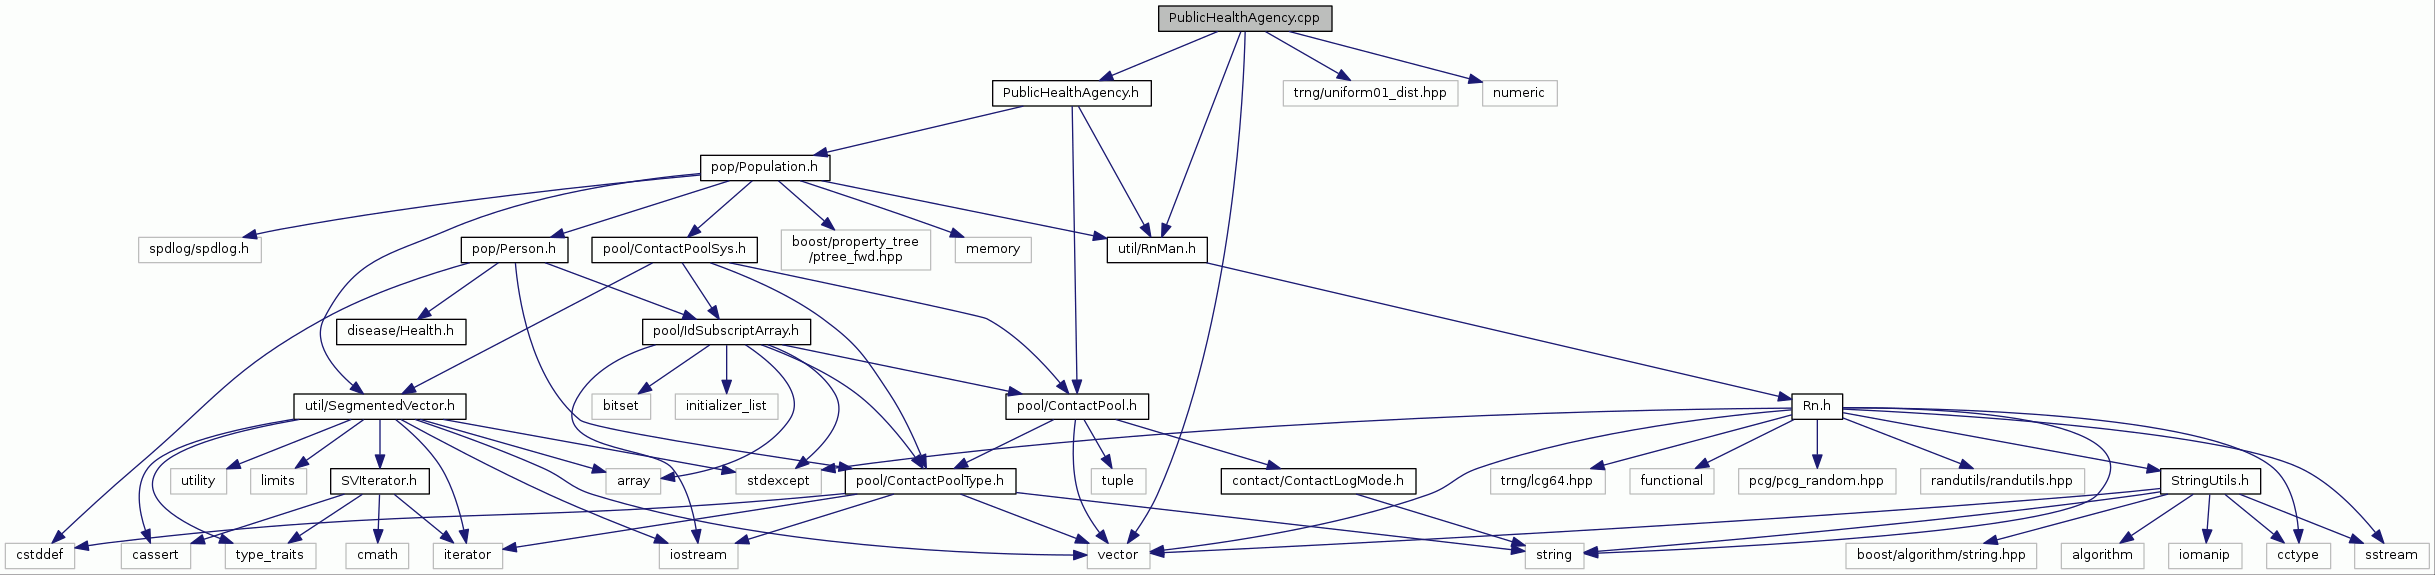 PublicHealthAgency.cpp
PublicHealthAgency.h
trng/uniform01_dist.hpp
numeric
pop/Population.h
spdlog/spdlog.h
pop/Person.h
pool/ContactPoolSys.h
boost/property_tree
/ptree_fwd.hpp
memory
util/RnMan.h
disease/Health.h
pool/IdSubscriptArray.h
util/SegmentedVector.h
bitset
initializer_list
pool/ContactPool.h
Rn.h
utility
limits
SVIterator.h
array
stdexcept
pool/ContactPoolType.h
tuple
contact/ContactLogMode.h
trng/lcg64.hpp
functional
pcg/pcg_random.hpp
randutils/randutils.hpp
StringUtils.h
cstddef
cassert
type_traits
cmath
iterator
iostream
vector
string
boost/algorithm/string.hpp
algorithm
iomanip
cctype
sstream